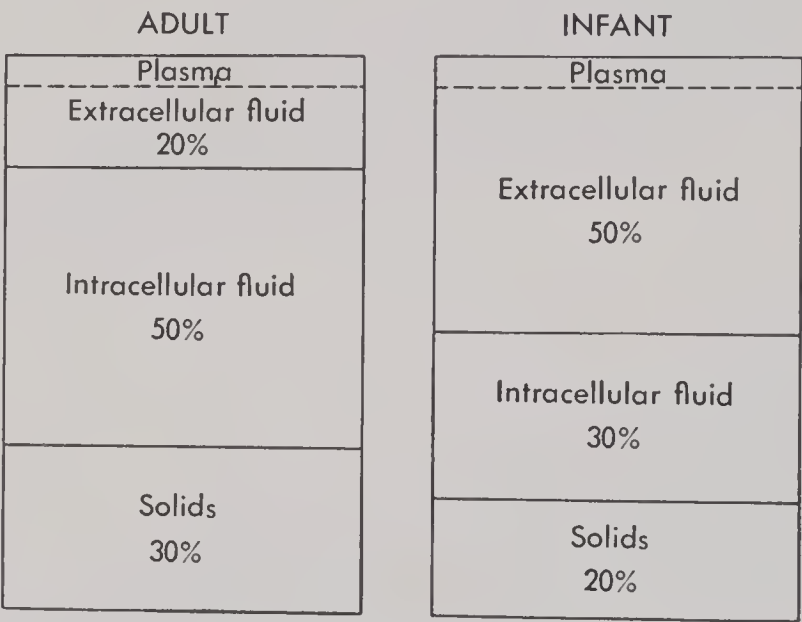 ADULT
Plasma
Extracellular fluid
20%
Intracellular fluid
50%
Solids
30%
INFANT
Plasma
Extracellular fluid
50%
Intracellular fluid
30%
Solids
20%